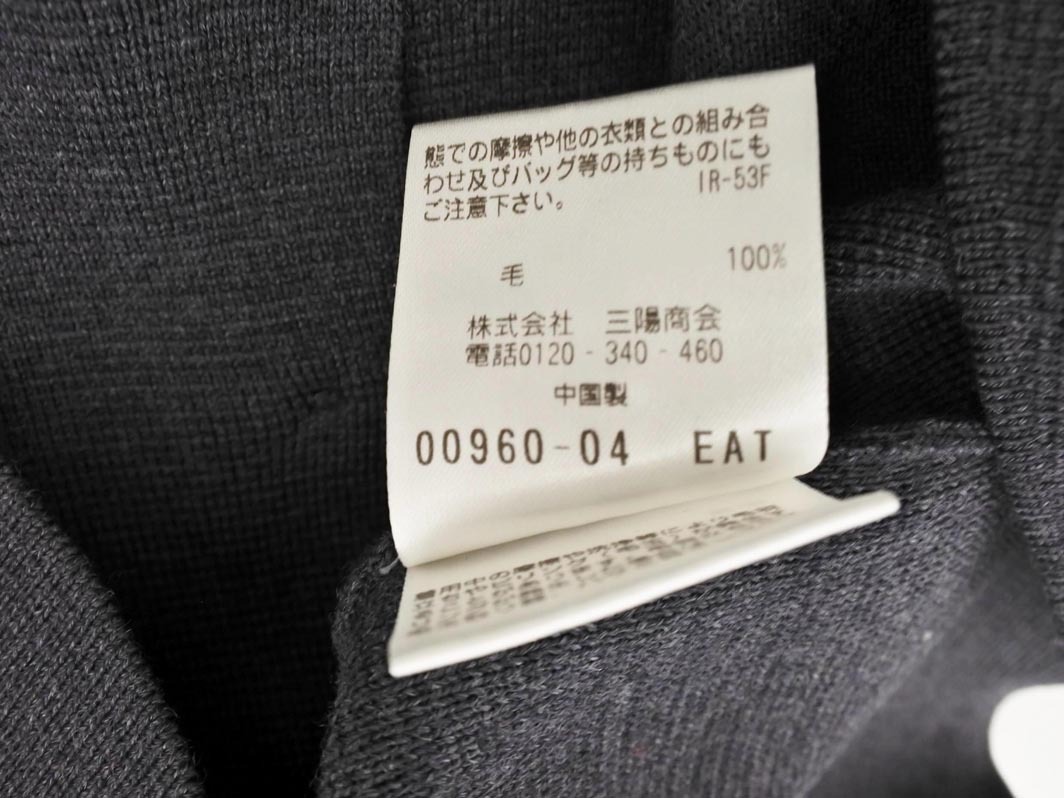 態での摩擦や他の衣類との組み合
わせ及びバッグ等の持ちものにも
ご注意下さい。 IR-53F
毛 100%
株式会社 三陽商会
電話0120 - 340 - 460
中国製
00960-04 EAT